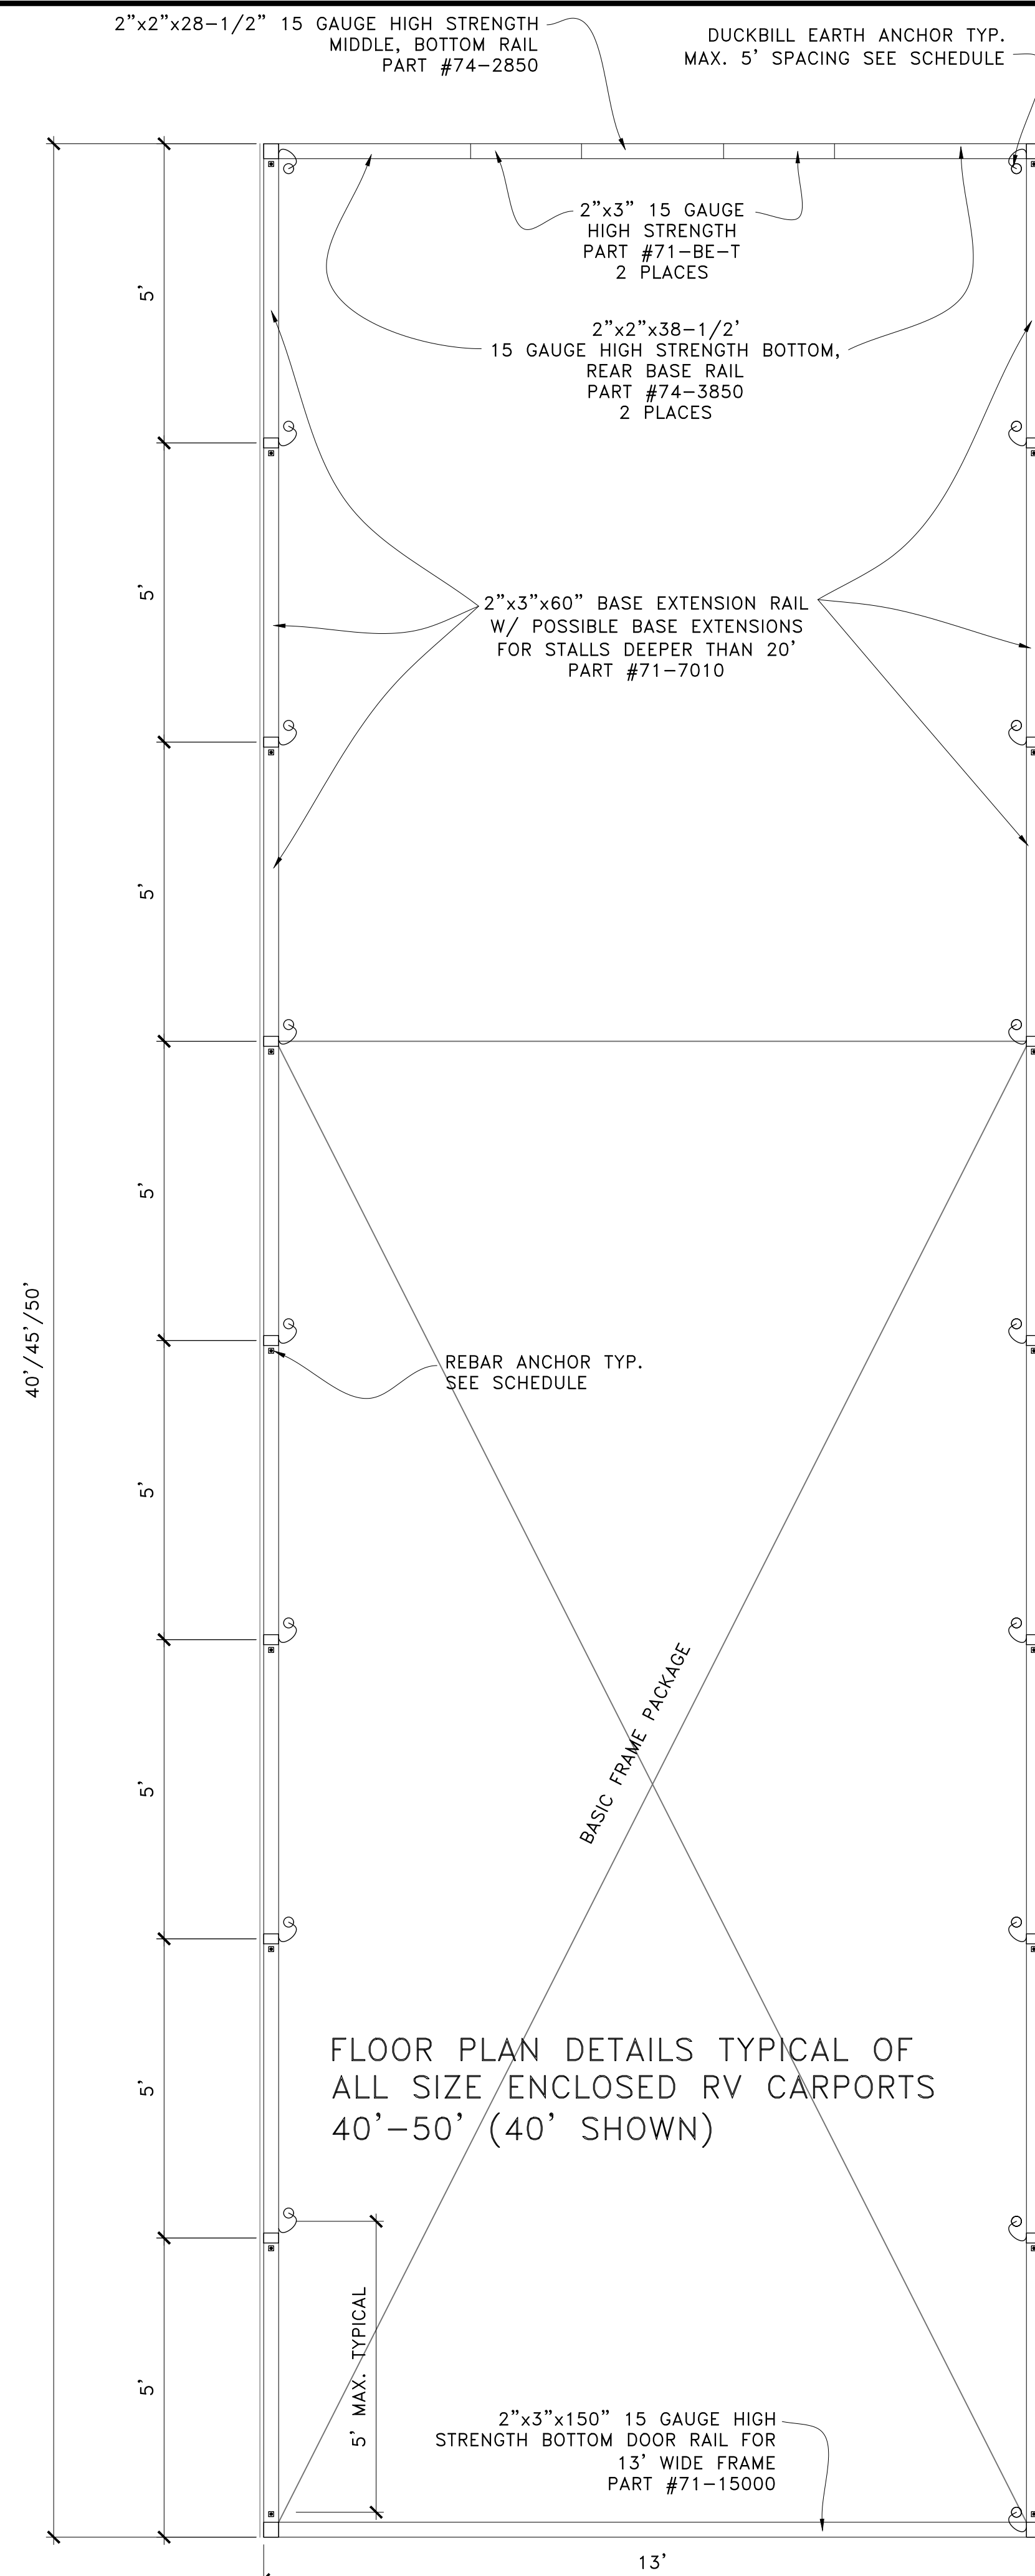 2”x2”x28-1/2” 15 GAUGE HIGH STRENGTH
MIDDLE, BOTTOM RAIL
PART #74-2850
DUCKBILL EARTH ANCHOR TYP.
MAX. 5’ SPACING SEE SCHEDULE
2”x3” 15 GAUGE
HIGH STRENGTH
PART #71-BE-T
2 PLACES
5’
2”x2”x38-1/2’
15 GAUGE HIGH STRENGTH BOTTOM,
REAR BASE RAIL
PART #74-3850
2 PLACES
5’
2”x3”x60” BASE EXTENSION RAIL
W/ POSSIBLE BASE EXTENSIONS
FOR STALLS DEEPER THAN 20’
PART #71-7010
5’
5’
40’/45’/50’
REBAR ANCHOR TYP.
SEE SCHEDULE
5’
BASIC FRAME PACKAGE
5’
FLOOR PLAN DETAILS TYPICAL OF
ALL SIZE ENCLOSED RV CARPORTS
40’-50’ (40’ SHOWN)
5’
5’ MAX. TYPICAL
5’
2”x3”x150” 15 GAUGE HIGH
STRENGTH BOTTOM DOOR RAIL FOR
13’ WIDE FRAME
PART #71-15000
13’